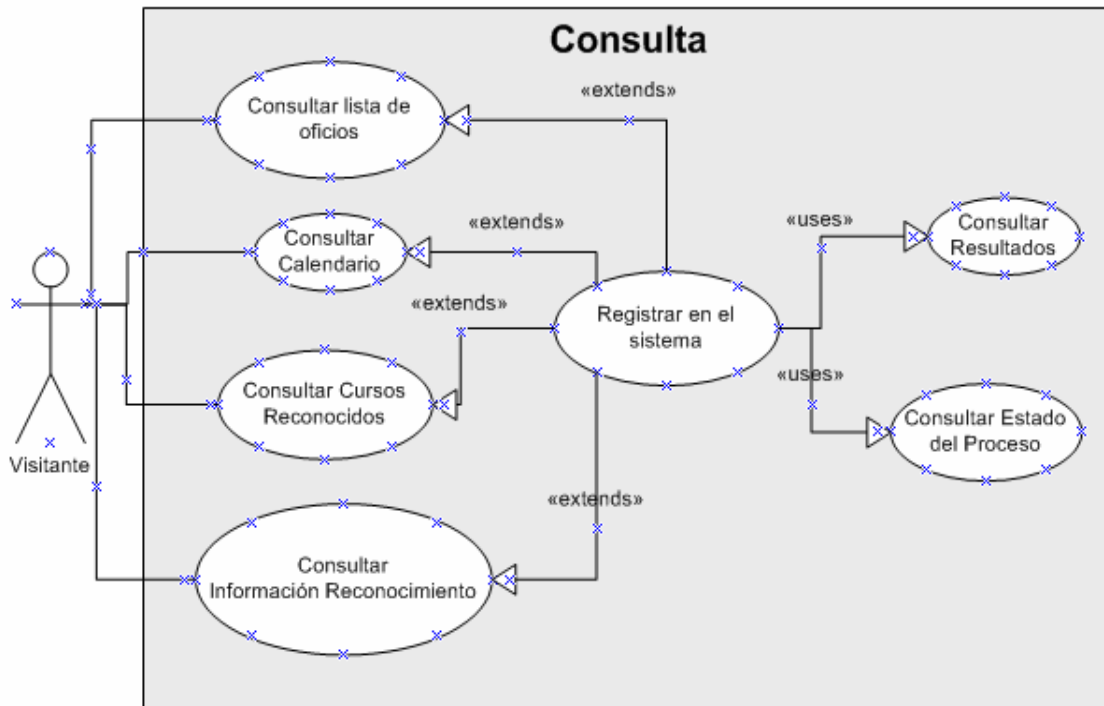 Consulta
Consultar lista de
oficios
«extends»
Consultar
Calendario
«extends»
«extends»
Registrar en el
sistema
«uses»
Consultar
Resultados
«uses»
Consultar Estado
del Proceso
Consultar Cursos
Reconocidos
Visitante
«extends»
Consultar
Información Reconocimiento